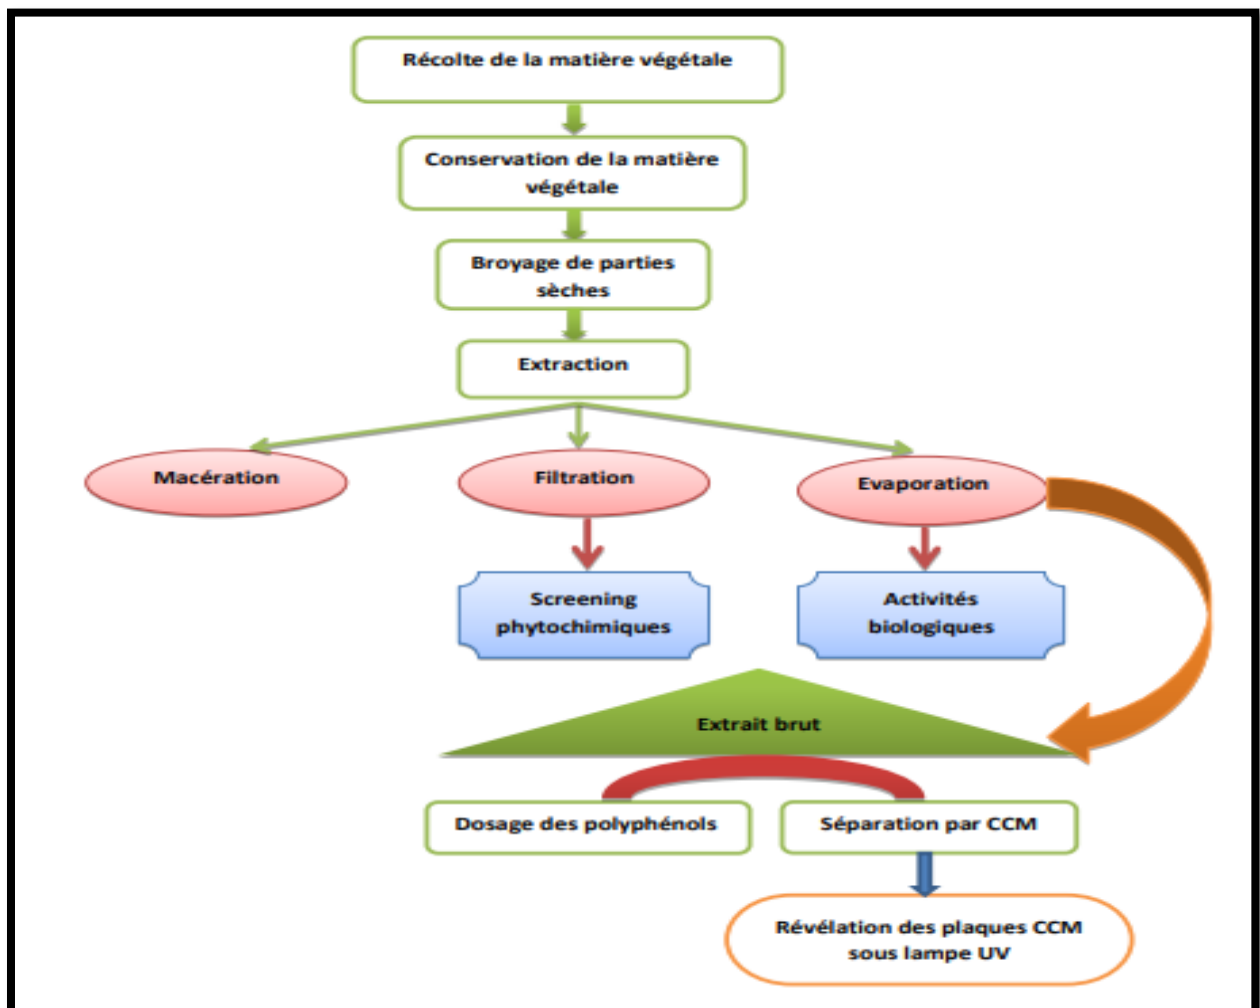 Récolte de la matière végétale
Conservation de la matière
végétale
Broyage de parties
sèches
Extraction
Macération
Filtration
Evaporation
Screening
phytochimiques
Activités
biologiques
Extrait brut
Dosage des polyphénols
Séparation par CCM
Révélation des plaques CCM
sous lampe UV